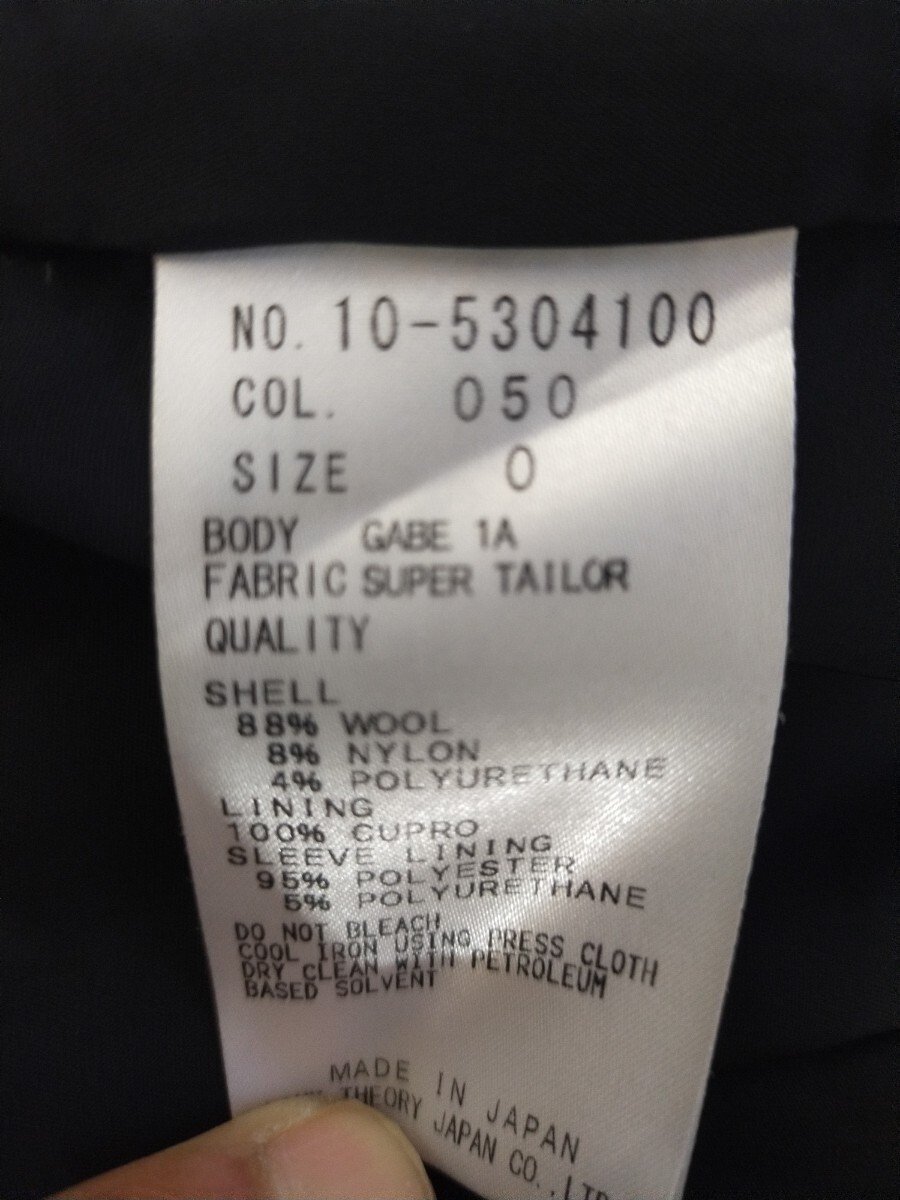 NO. 10-5304100
COL. 050
SIZE 0
BODY GABE 1A
FABRIC SUPER TAILOR
QUALITY
SHELL
88% WOOL
8% NYLON
4% POLYURETHANE
LINING
100% CUPRO
SLEEVE LINING
95% POLYESTER
5% POLYURETHANE
DO NOT BLEACH
COOL IRON USING PRESS CLOTH
DRY CLEAN WITH PETROLEUM
BASED SOLVENT
MADE IN JAPAN
THEORY JAPAN CO.,LTD